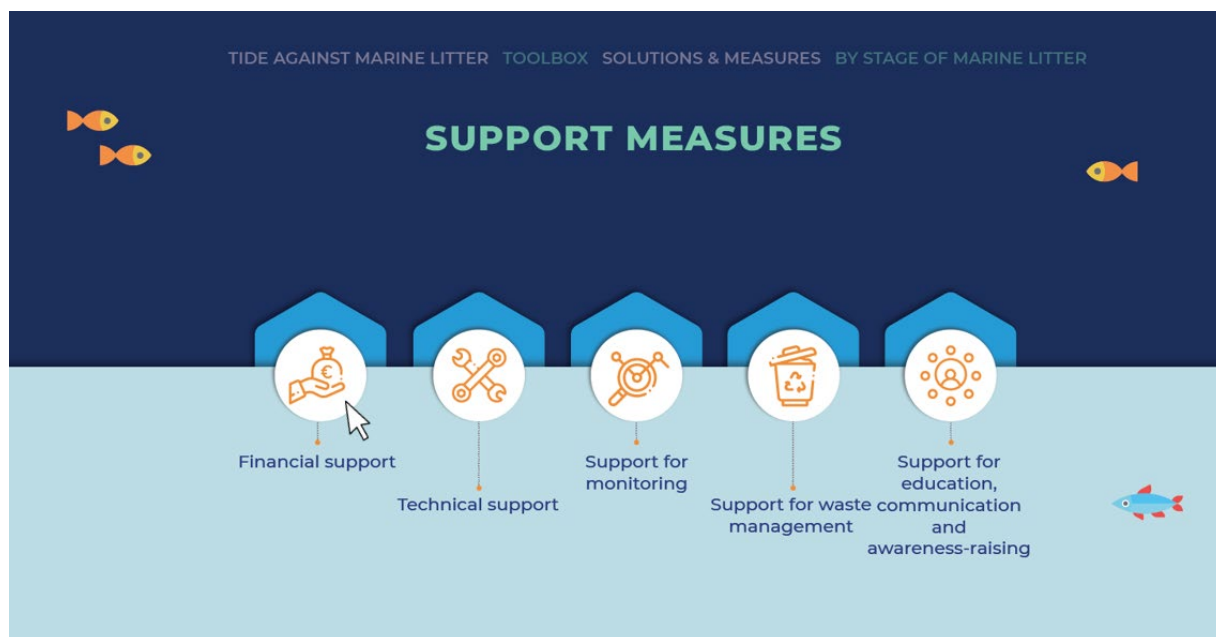 TIDE AGAINST MARINE LITTER TOOLBOX SOLUTIONS & MEASURES BY STAGE OF MARINE LITTER
SUPPORT MEASURES
€
Financial support
Technical support
Support for
monitoring
Support for waste
management
Support for
education,
communication
and
awareness-raising